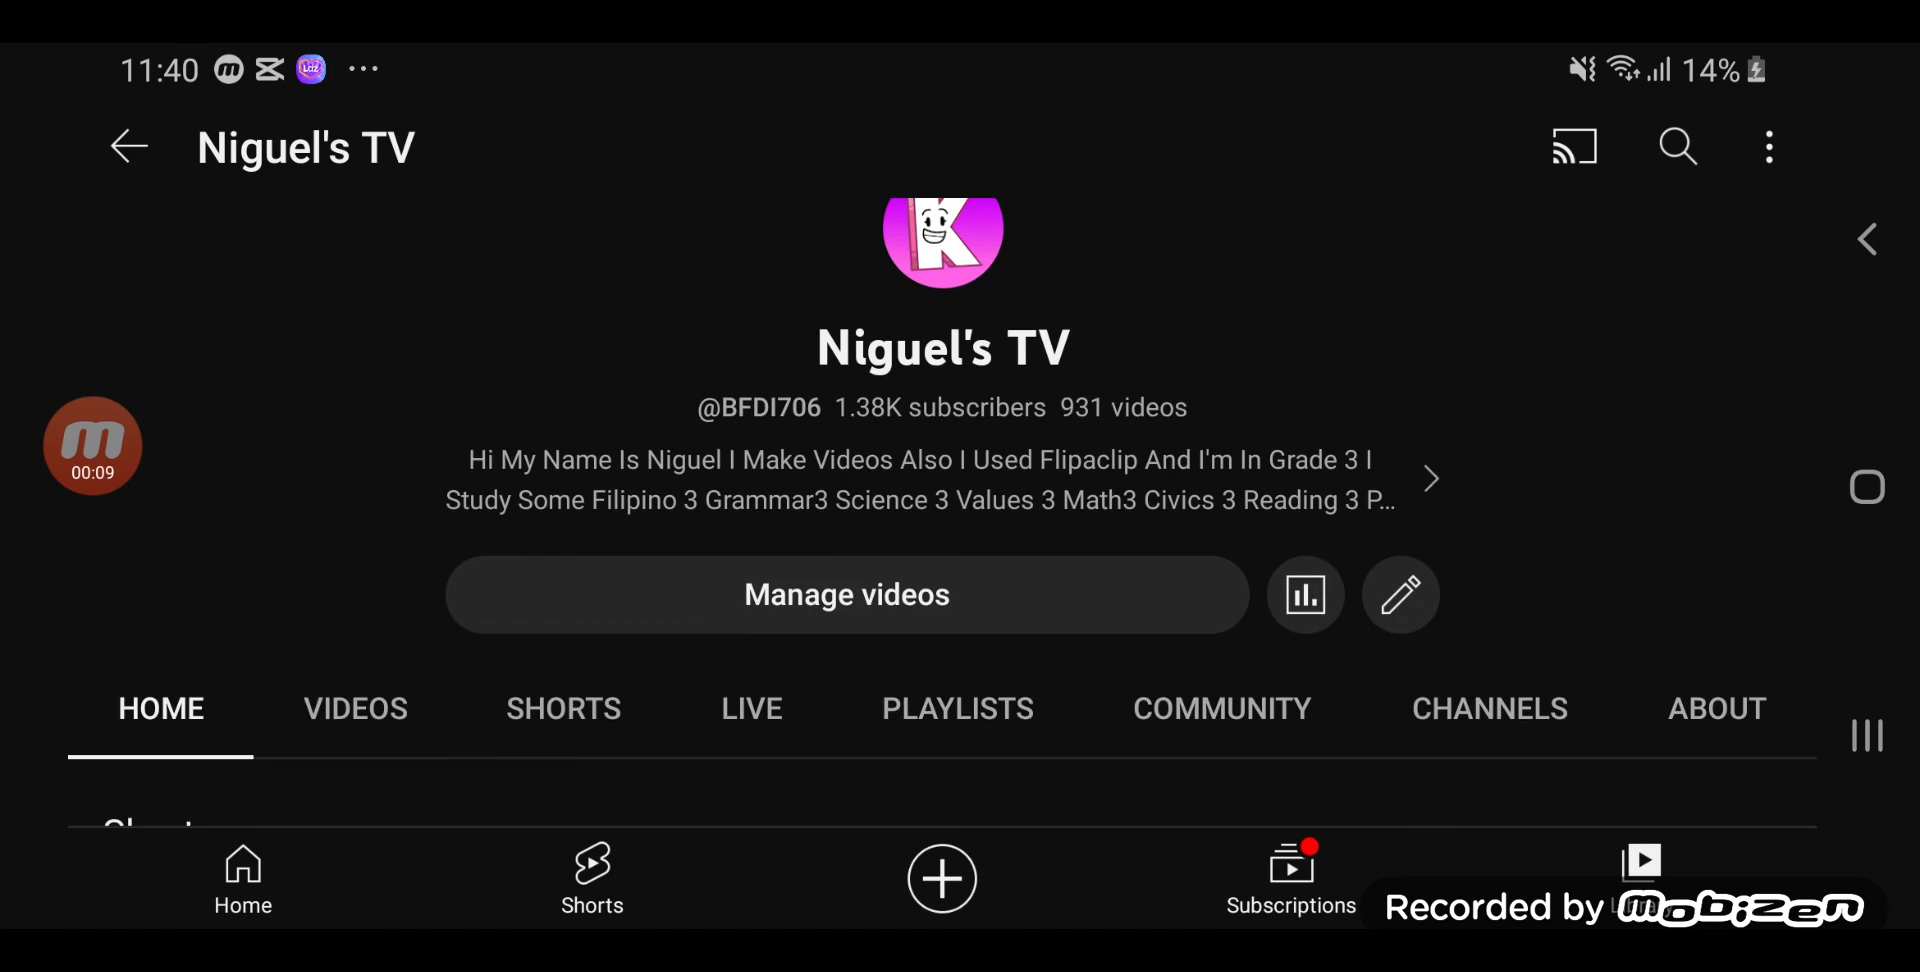 11:40 m Laz ... 14%
Niguel's TV
K
Niguel's TV
@BFDI706 1.38K subscribers 931 videos
Hi My Name Is Niguel I Make Videos Also I Used Flipaclip And I'm In Grade 3 I
Study Some Filipino 3 Grammar3 Science 3 Values 3 Math3 Civics 3 Reading 3 P...
m
00:09
Manage videos
HOME VIDEOS SHORTS LIVE PLAYLISTS COMMUNITY CHANNELS ABOUT
Home Shorts Subscriptions
Recorded by mobizen